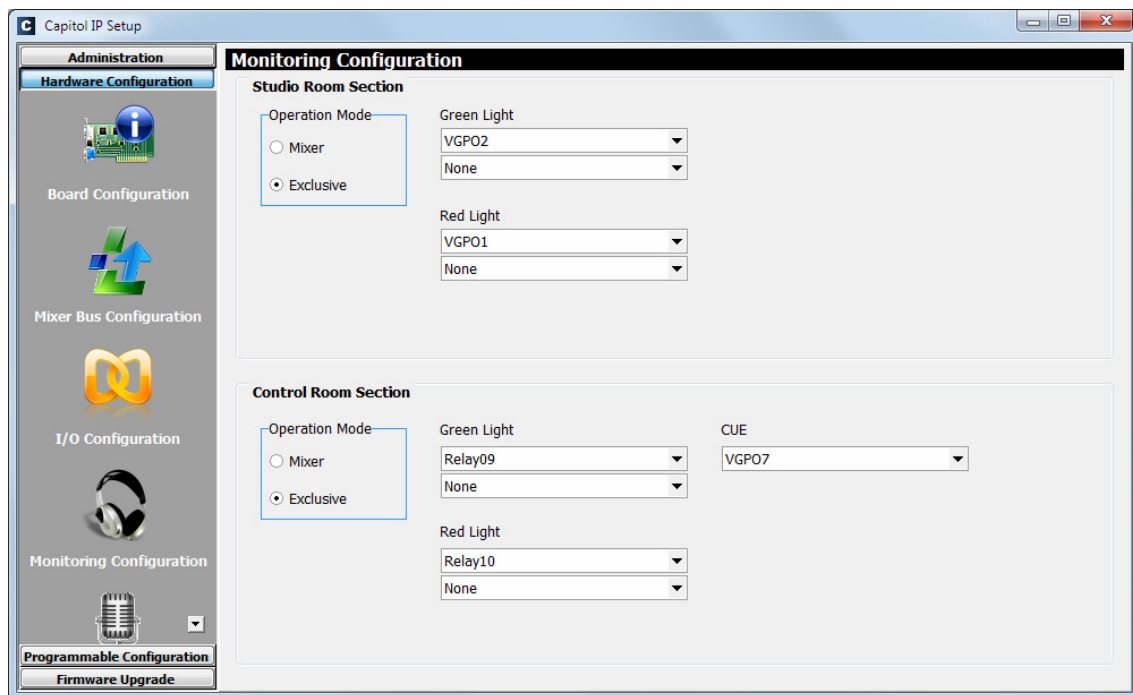 C Capitol IP Setup
Administration
Hardware Configuration
Board Configuration
Mixer Bus Configuration
I/O Configuration
Monitoring Configuration
Programmable Configuration
Firmware Upgrade
Monitoring Configuration
Studio Room Section
Operation Mode
Mixer
Exclusive
Green Light
VGPO2
None
Red Light
VGPO1
None
Control Room Section
Operation Mode
Mixer
Exclusive
Green Light
Relay09
None
Red Light
Relay10
None
CUE
VGPO7